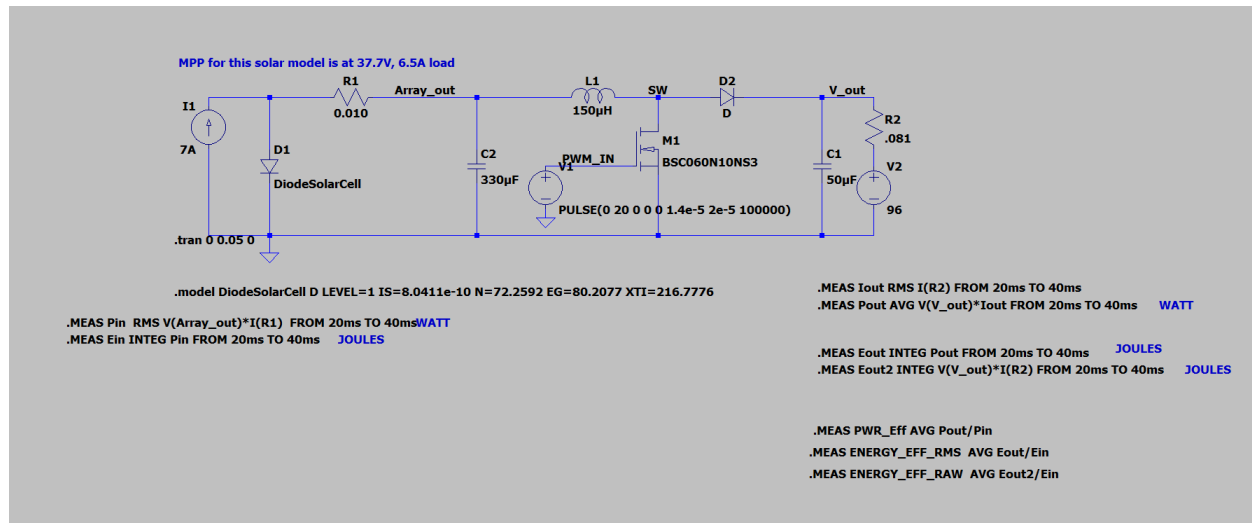 MPP for this solar model is at 37.7V, 6.5A load
R1
Array_out
L1
SW
D2
V_out
I1
0.010
150µH
D
R2
7A
D1
M1
.081
PWM_IN
C2
V1
BSC060N10NS3
C1
V2
DiodeSolarCell
330µF
50µF
PULSE(0 20 0 0 0 1.4e-5 2e-5 100000)
96
.tran 0 0.05 0
.model DiodeSolarCell D LEVEL=1 IS=8.0411e-10 N=72.2592 EG=80.2077 XTI=216.7776
.MEAS Iout RMS I(R2) FROM 20ms TO 40ms
.MEAS Pout AVG V(V_out)*Iout FROM 20ms TO 40ms WATT
.MEAS Pin RMS V(Array_out)*I(R1) FROM 20ms TO 40ms WATT
.MEAS Ein INTEG Pin FROM 20ms TO 40ms JOULES
.MEAS Eout INTEG Pout FROM 20ms TO 40ms JOULES
.MEAS Eout2 INTEG V(V_out)*I(R2) FROM 20ms TO 40ms JOULES
.MEAS PWR_Eff AVG Pout/Pin
.MEAS ENERGY_EFF_RMS AVG Eout/Ein
.MEAS ENERGY_EFF_RAW AVG Eout2/Ein